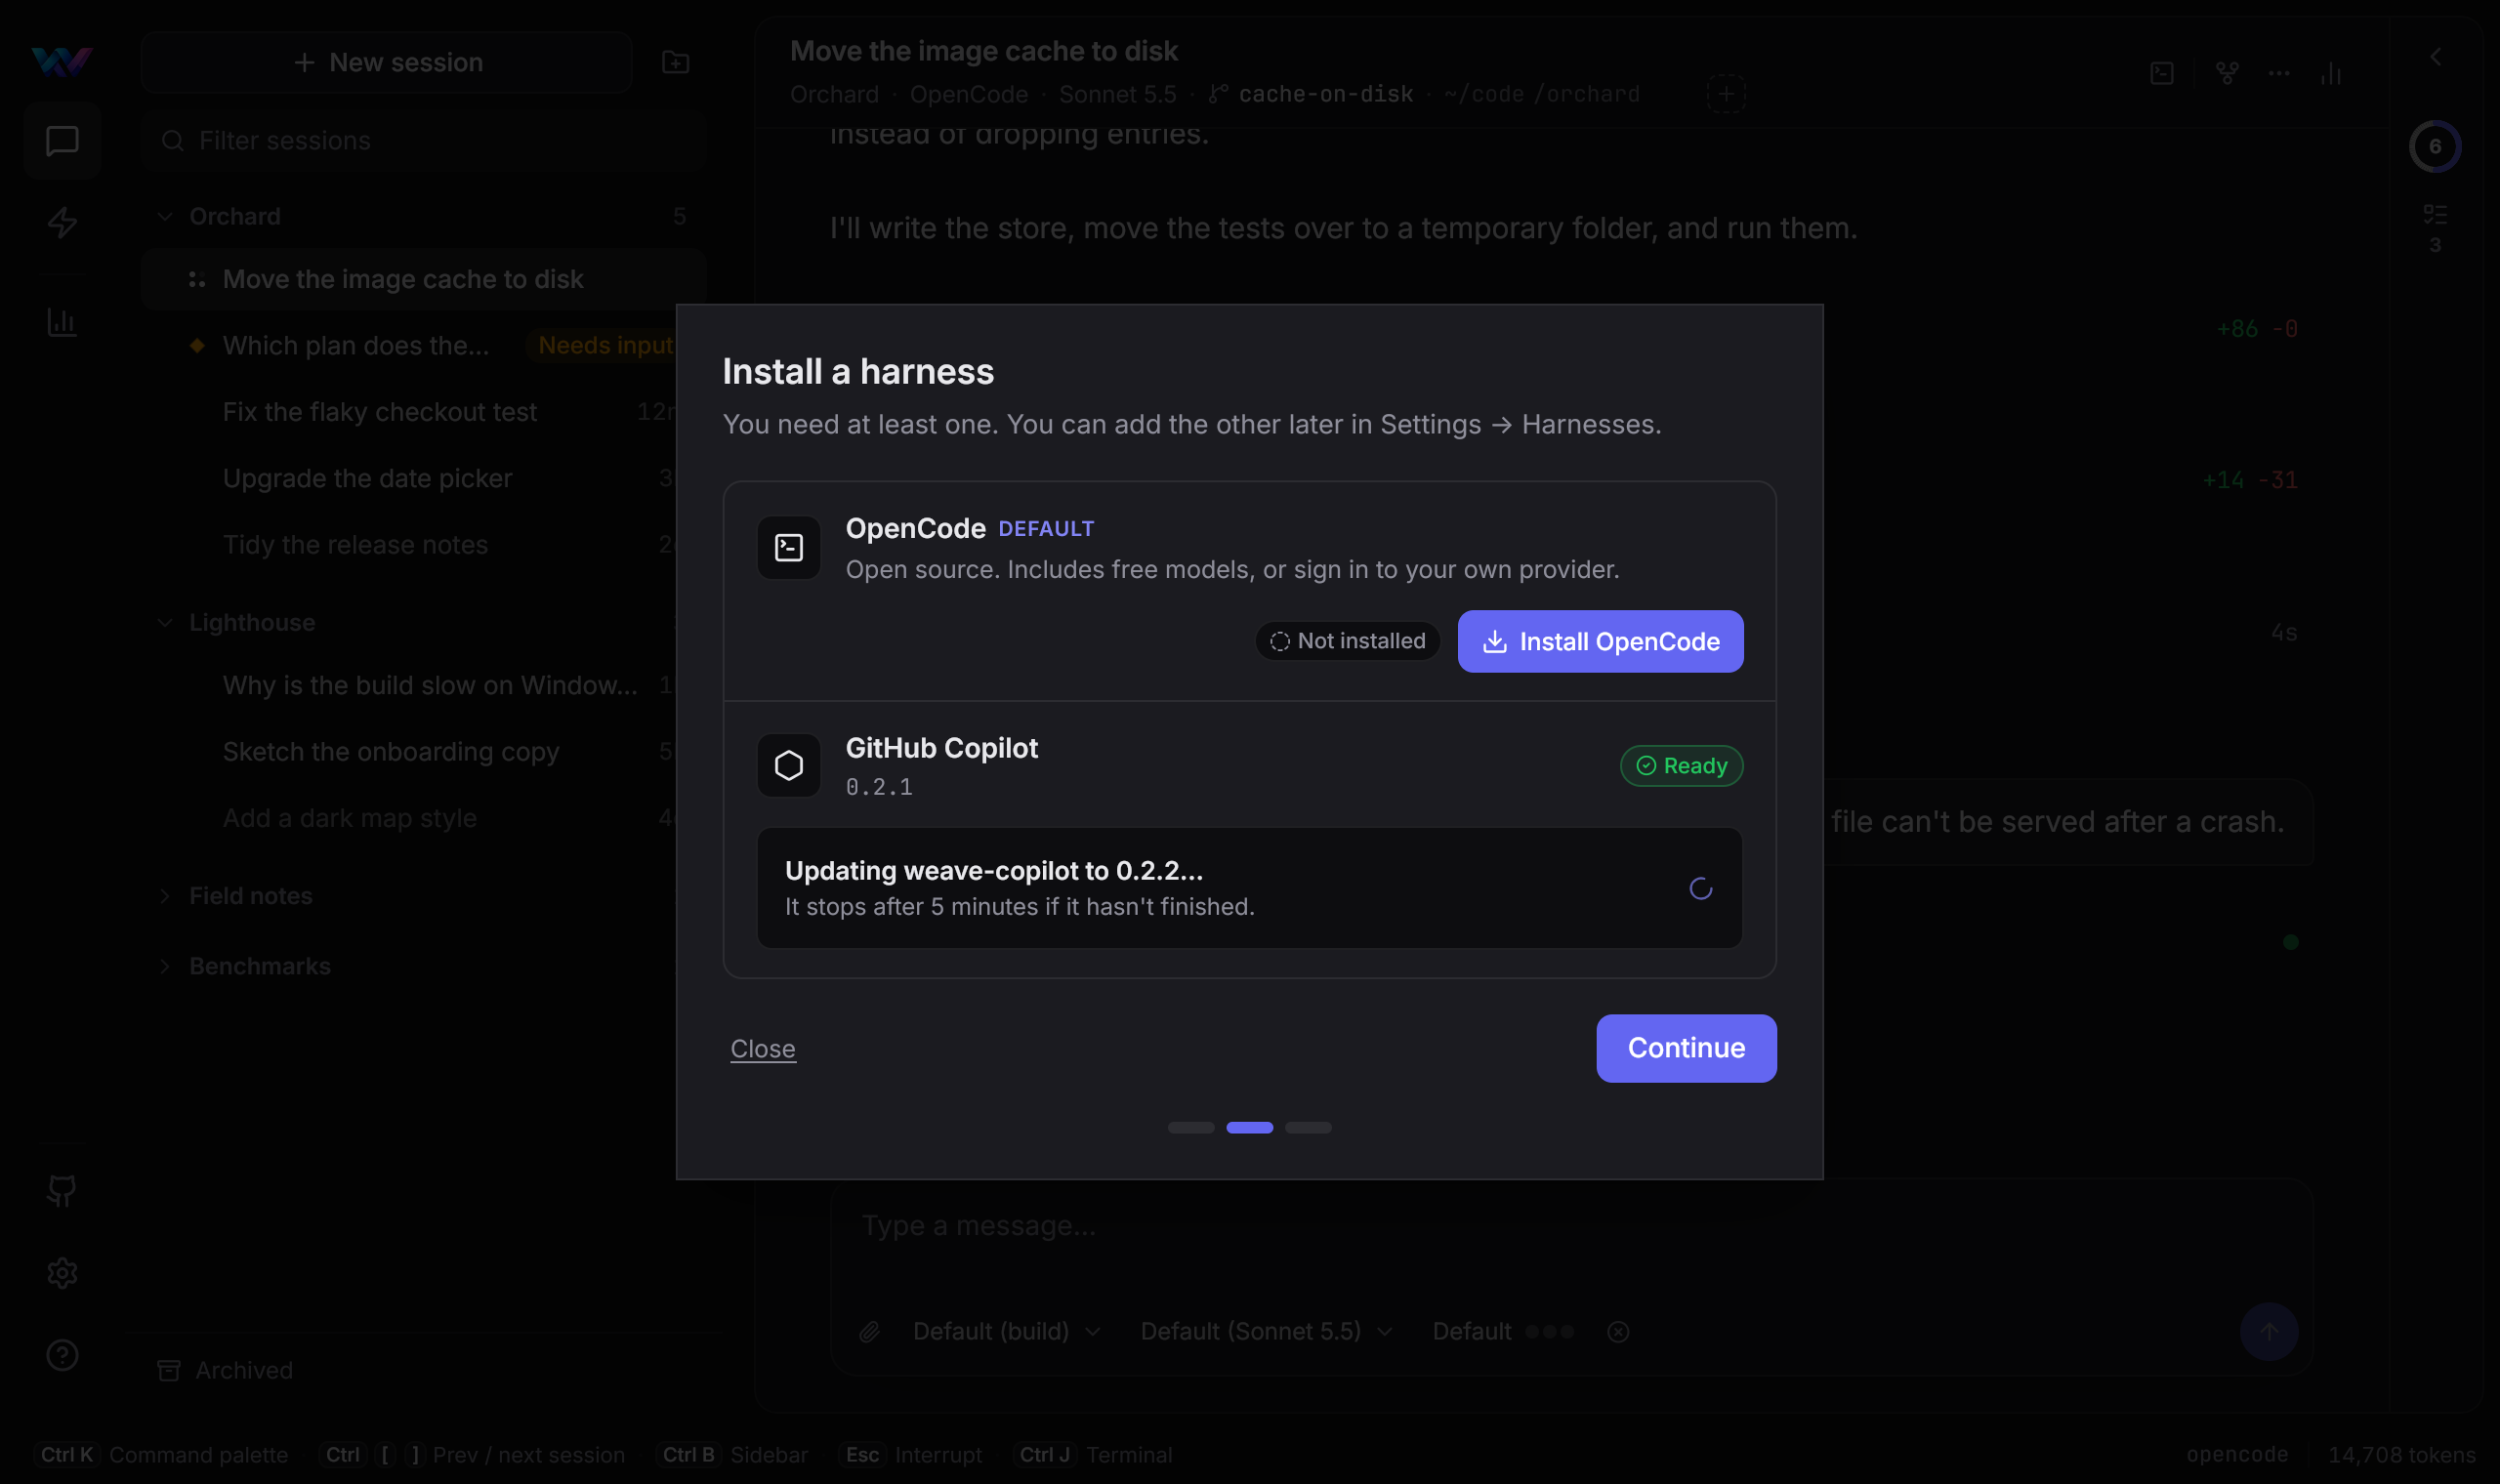 New session
Filter sessions
Orchard 5
Move the image cache to disk
Which plan does the... Needs input
Fix the flaky checkout test
Upgrade the date picker
Tidy the release notes
Lighthouse
Why is the build slow on Window...
Sketch the onboarding copy
Add a dark map style
Field notes
Benchmarks
Archived
Move the image cache to disk
Orchard · OpenCode · Sonnet 5.5 · cache-on-disk · ~/code/orchard
instead of dropping entries.
I'll write the store, move the tests over to a temporary folder, and run them.
+86 -0
+14 -31
4s
file can't be served after a crash.
6
3
Install a harness
You need at least one. You can add the other later in Settings → Harnesses.
OpenCode DEFAULT
Open source. Includes free models, or sign in to your own provider.
Not installed
Install OpenCode
GitHub Copilot
0.2.1
Ready
Updating weave-copilot to 0.2.2...
It stops after 5 minutes if it hasn't finished.
Close
Continue
Type a message...
Default (build) Default (Sonnet 5.5) Default
Ctrl K Command palette Ctrl [ ] Prev / next session Ctrl B Sidebar Esc Interrupt Ctrl J Terminal
opencode 14,708 tokens